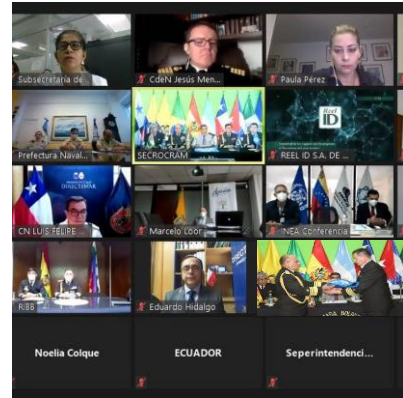 Subsecretaria de...
CdeN Jesús Men...
Paula Pérez
Prefectura Naval...
SECROCRAM
Reel
ID
REEL ID S.A. DE ...
DIRECTEMAR
CN LUIS FELIPE
Marcelo Loor
INEA Conferencia
Eduardo Hidalgo
Noelia Colque
ECUADOR
Seperintendenci...